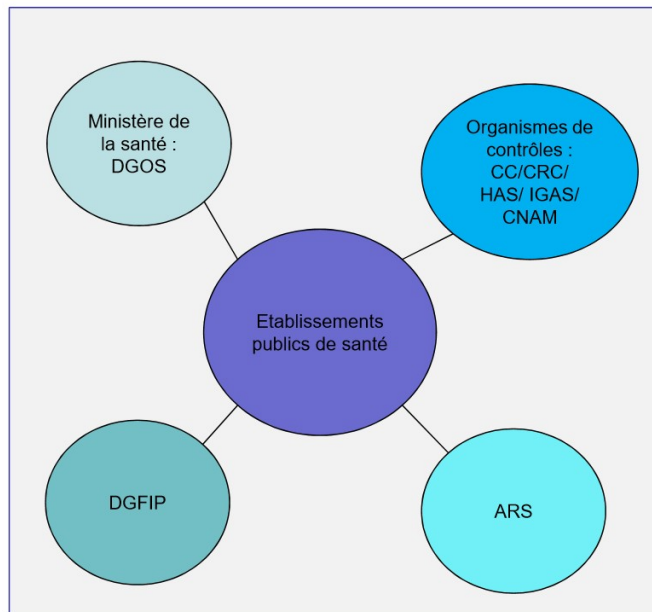 Ministère de
la santé :
DGOS
Organismes de
contrôles :
CC/CRC/
HAS/ IGAS/
CNAM
Etablissements
publics de santé
DGFIP
ARS